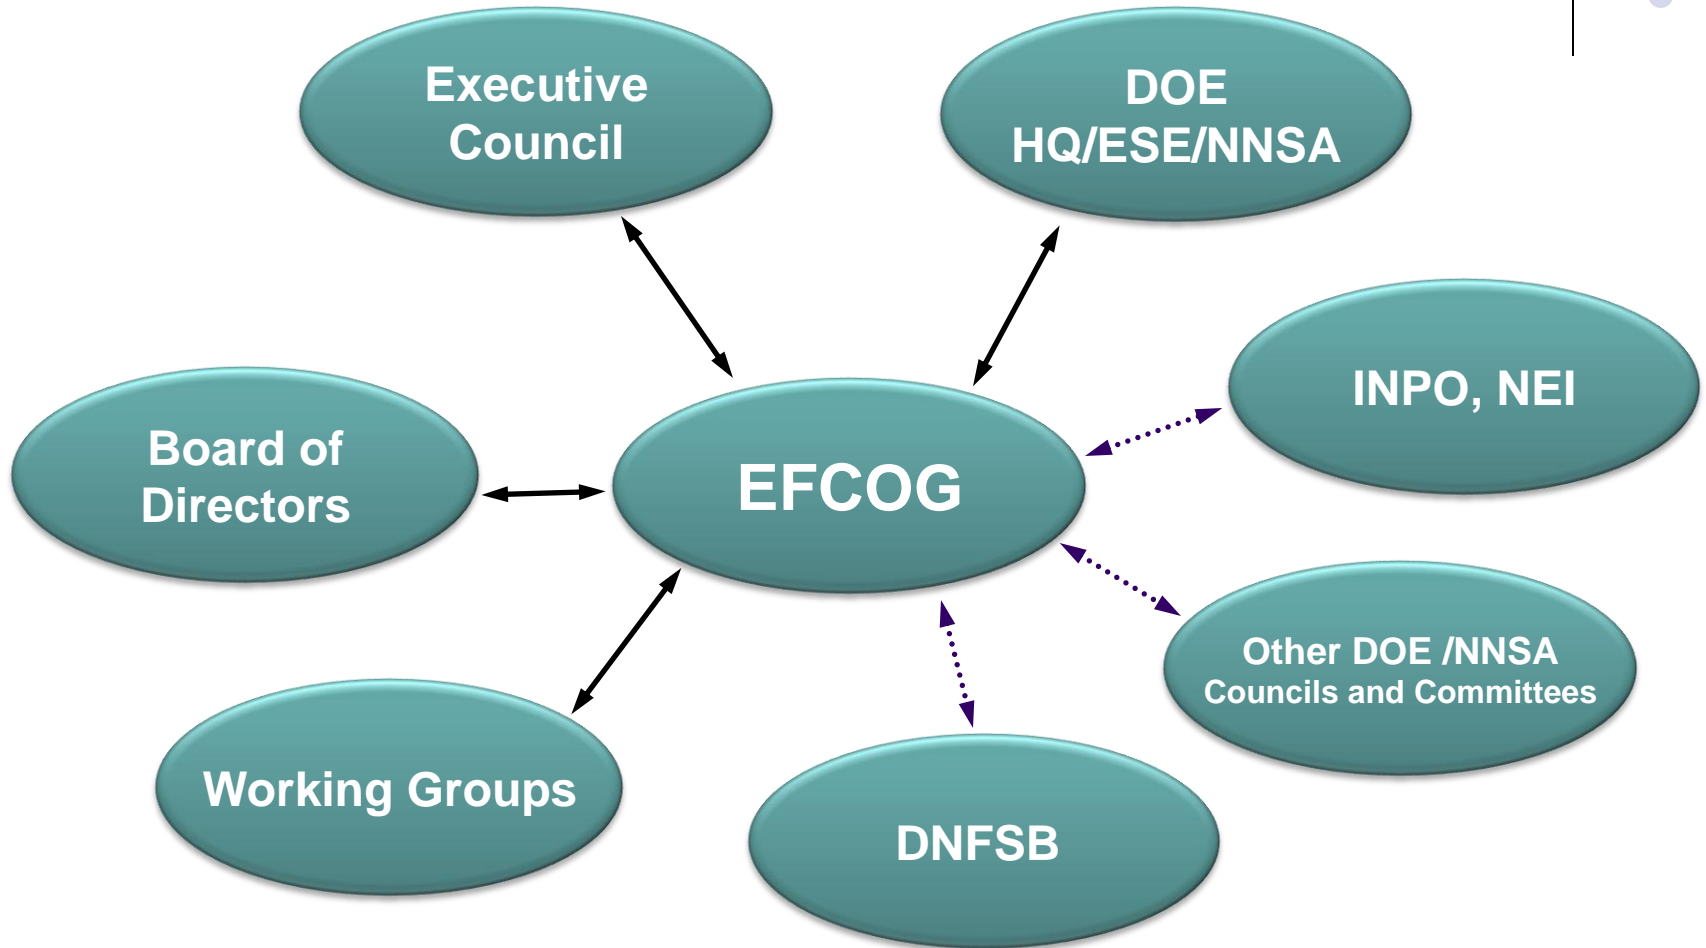 Executive
Council
DOE
HQ/ESE/NNSA
INPO, NEI
Board of
Directors
EFCOG
Other DOE /NNSA
Councils and Committees
Working Groups
DNFSB